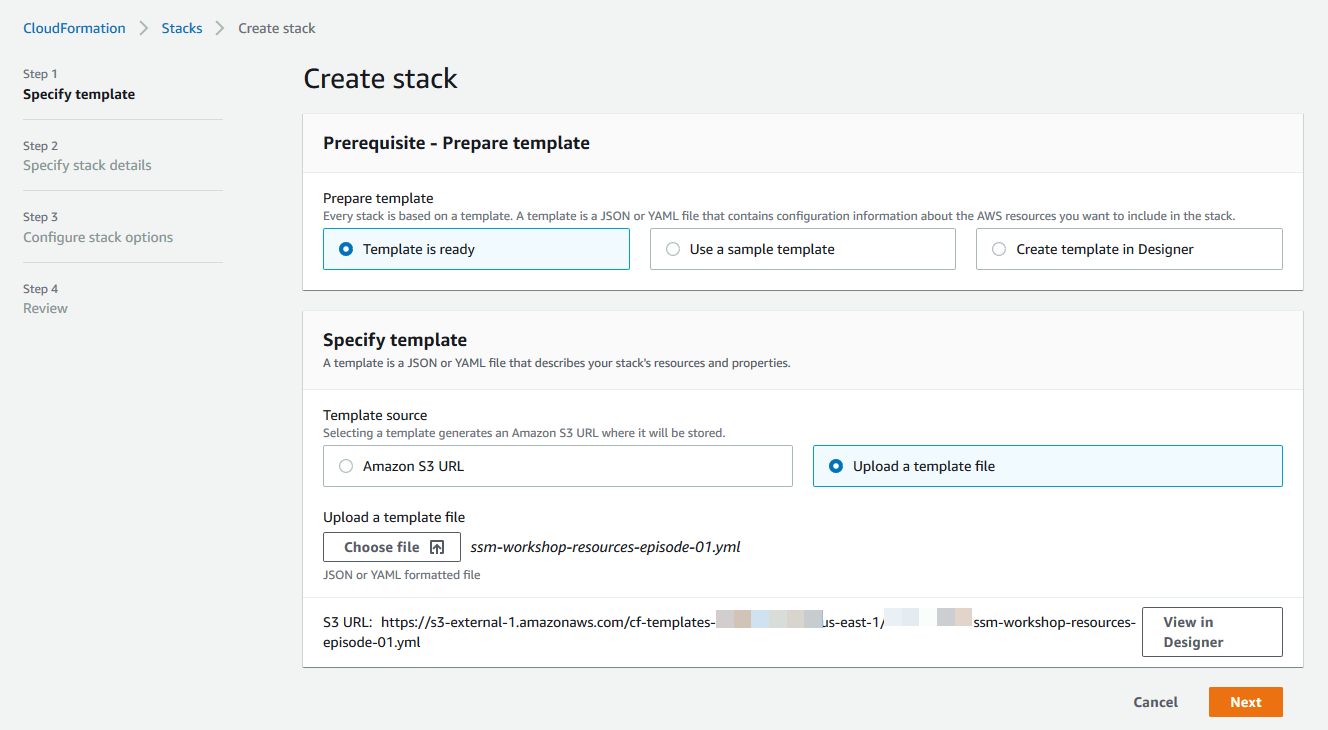 CloudFormation > Stacks > Create stack
Step 1
Specify template
Step 2
Specify stack details
Step 3
Configure stack options
Step 4
Review
Create stack
Prerequisite - Prepare template
Prepare template
Every stack is based on a template. A template is a JSON or YAML file that contains configuration information about the AWS resources you want to include in the stack.
Template is ready
Use a sample template
Create template in Designer
Specify template
A template is a JSON or YAML file that describes your stack's resources and properties.
Template source
Selecting a template generates an Amazon S3 URL where it will be stored.
Amazon S3 URL
Upload a template file
Upload a template file
Choose file ssm-workshop-resources-episode-01.yml
JSON or YAML formatted file
S3 URL: https://s3-external-1.amazonaws.com/cf-templates- us-east-1/ ssm-workshop-resources-
episode-01.yml
View in
Designer
Cancel
Next